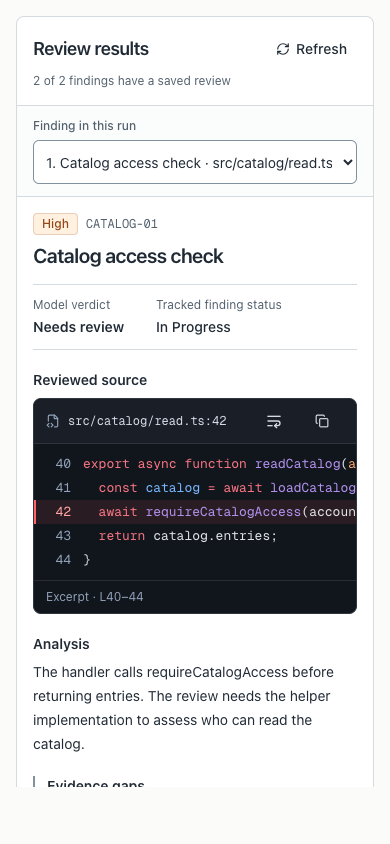 Review results
Refresh
2 of 2 findings have a saved review
Finding in this run
1. Catalog access check · src/catalog/read.ts
High CATALOG-01
Catalog access check
Model verdict
Tracked finding status
Needs review
In Progress
Reviewed source
src/catalog/read.ts:42
40 export async function readCatalog(a
41 const catalog = await loadCatalog
42 await requireCatalogAccess(accoun
43 return catalog.entries;
44 }
Excerpt · L40–44
Analysis
The handler calls requireCatalogAccess before
returning entries. The review needs the helper
implementation to assess who can read the
catalog.
Evidence gaps